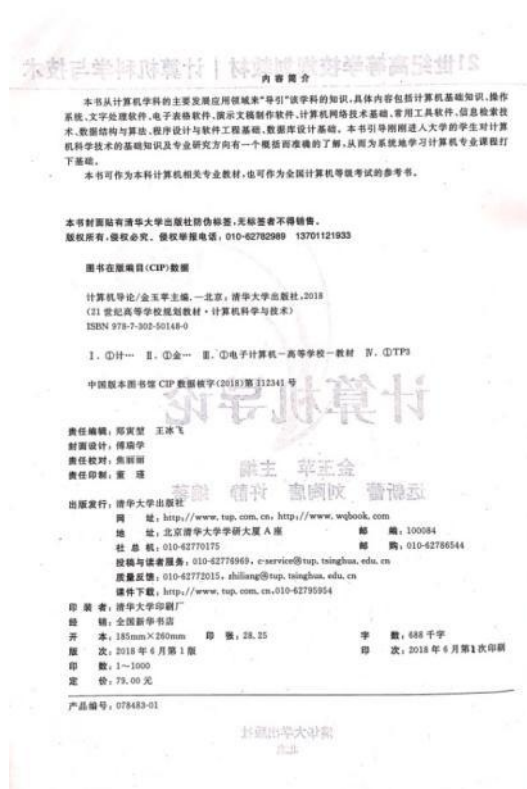 内容简介
本书从计算机学科的主要发展应用领域来“导引”该学科的知识,具体内容包括计算机基础知识、操作
系统、文字处理软件、电子表格软件、演示文稿制作软件、计算机网络技术基础、常用工具软件、信息检索技
术、数据结构与算法、程序设计与软件工程基础、数据库设计基础。本书引导刚刚进入大学的学生对计算
机科学技术的基础知识及专业研究方向有一个概括而准确的了解,从而为系统地学习计算机专业课程打
下基础。
本书可作为本科计算机相关专业教材,也可作为全国计算机等级考试的参考书。
本书封面贴有清华大学出版社防伪标签,无标签者不得销售。
版权所有,侵权必究。侵权举报电话:010-62782989 13701121933
图书在版编目(CIP)数据
计算机导论/金玉苹主编.—北京:清华大学出版社,2018
(21世纪高等学校规划教材·计算机科学与技术)
ISBN 978-7-302-50148-0
Ⅰ.①计… Ⅱ.①金… Ⅲ.①电子计算机-高等学校-教材 Ⅳ.①TP3
中国版本图书馆CIP数据核字(2018)第112341号
责任编辑:郑寅堃 王冰飞
封面设计:傅瑞学
责任校对:焦丽丽
责任印制:董瑾
出版发行:清华大学出版社
网 址:http://www.tup.com.cn,http://www.wqbook.com
地 址:北京清华大学学研大厦A座 邮 编:100084
社 总 机:010-62770175 邮 购:010-62786544
投稿与读者服务:010-62776969,c-service@tup.tsinghua.edu.cn
质量反馈:010-62772015,zhiliang@tup.tsinghua.edu.cn
课件下载:http://www.tup.com.cn,010-62795954
印 装 者:清华大学印刷厂
经 销:全国新华书店
开 本:185mm×260mm 印 张:28.25 字 数:688千字
版 次:2018年6月第1版 印 次:2018年6月第1次印刷
印 数:1~1000
定 价:79.00元
产品编号:078483-01